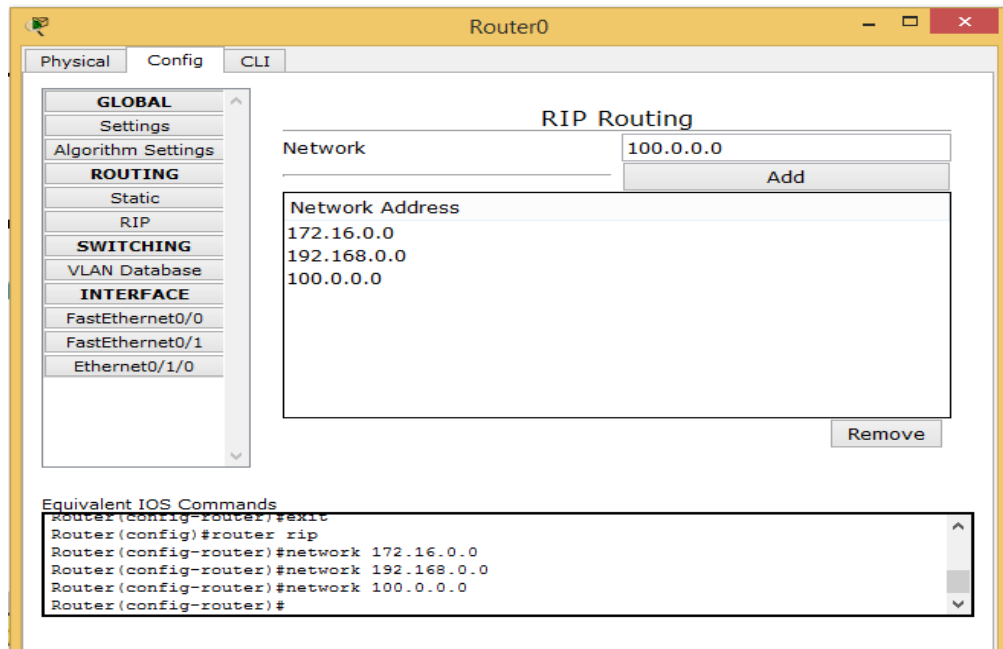 Router0
Physical Config CLI
GLOBAL
Settings
Algorithm Settings
ROUTING
Static
RIP
SWITCHING
VLAN Database
INTERFACE
FastEthernet0/0
FastEthernet0/1
Ethernet0/1/0
RIP Routing
Network 100.0.0.0
Add
Network Address
172.16.0.0
192.168.0.0
100.0.0.0
Remove
Equivalent IOS Commands
Router(config-router)#exit
Router(config)#router rip
Router(config-router)#network 172.16.0.0
Router(config-router)#network 192.168.0.0
Router(config-router)#network 100.0.0.0
Router(config-router)#